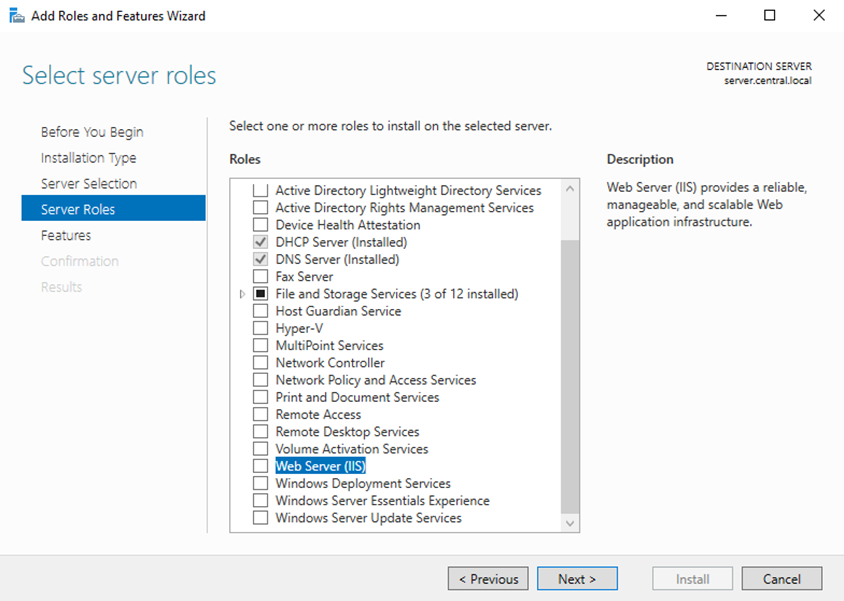 Add Roles and Features Wizard
Select server roles
DESTINATION SERVER
server.central.local
Before You Begin
Installation Type
Server Selection
Server Roles
Features
Confirmation
Results
Select one or more roles to install on the selected server.
Roles
Active Directory Lightweight Directory Services
Active Directory Rights Management Services
Device Health Attestation
DHCP Server (Installed)
DNS Server (Installed)
Fax Server
File and Storage Services (3 of 12 installed)
Host Guardian Service
Hyper-V
MultiPoint Services
Network Controller
Network Policy and Access Services
Print and Document Services
Remote Access
Remote Desktop Services
Volume Activation Services
Web Server (IIS)
Windows Deployment Services
Windows Server Essentials Experience
Windows Server Update Services
Description
Web Server (IIS) provides a reliable,
manageable, and scalable Web
application infrastructure.
< Previous
Next >
Install
Cancel